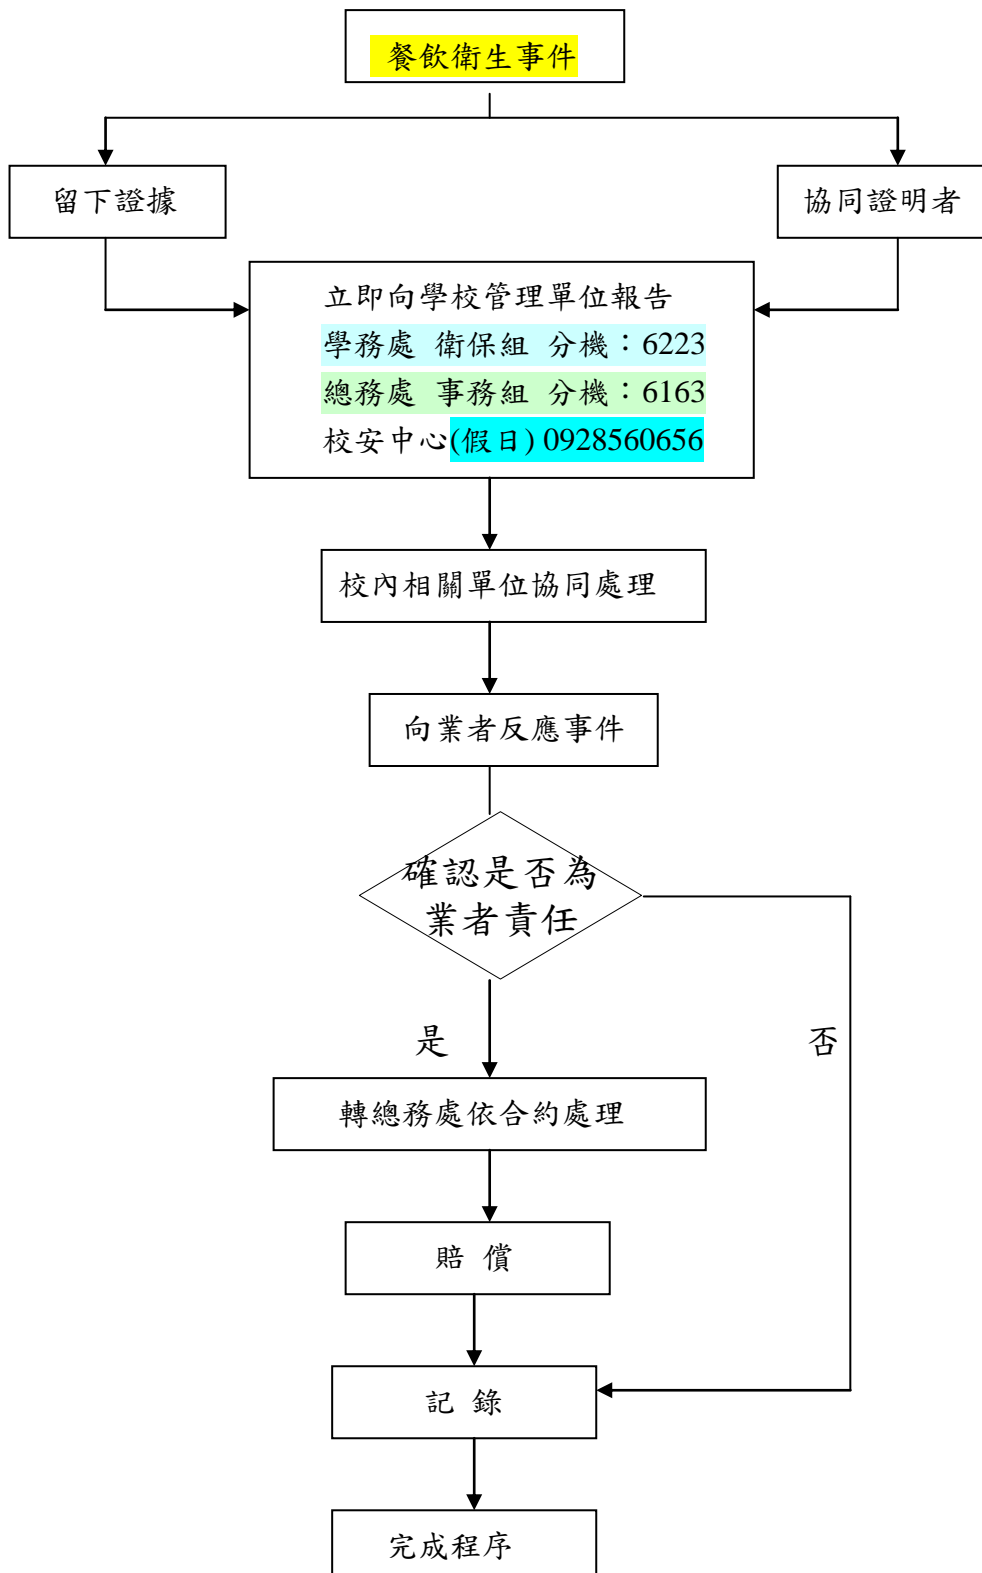 餐飲衛生事件
留下證據
協同證明者
立即向學校管理單位報告
學務處 衛保組 分機：6223
總務處 事務組 分機：6163
校安中心(假日) 0928560656
校內相關單位協同處理
向業者反應事件
確認是否為
業者責任
是
否
轉總務處依合約處理
賠 償
記 錄
完成程序